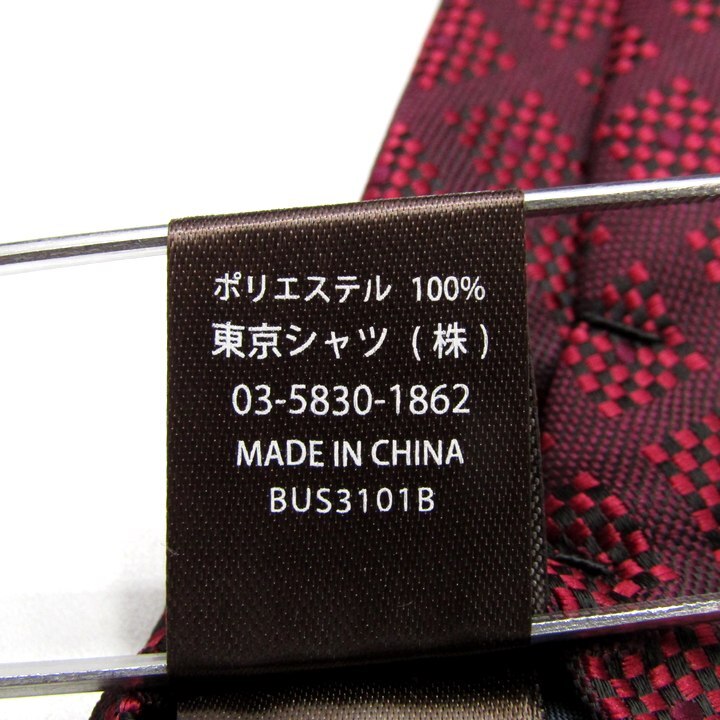 ポリエステル 100%
東京シャツ (株)
03-5830-1862
MADE IN CHINA
BUS3101B